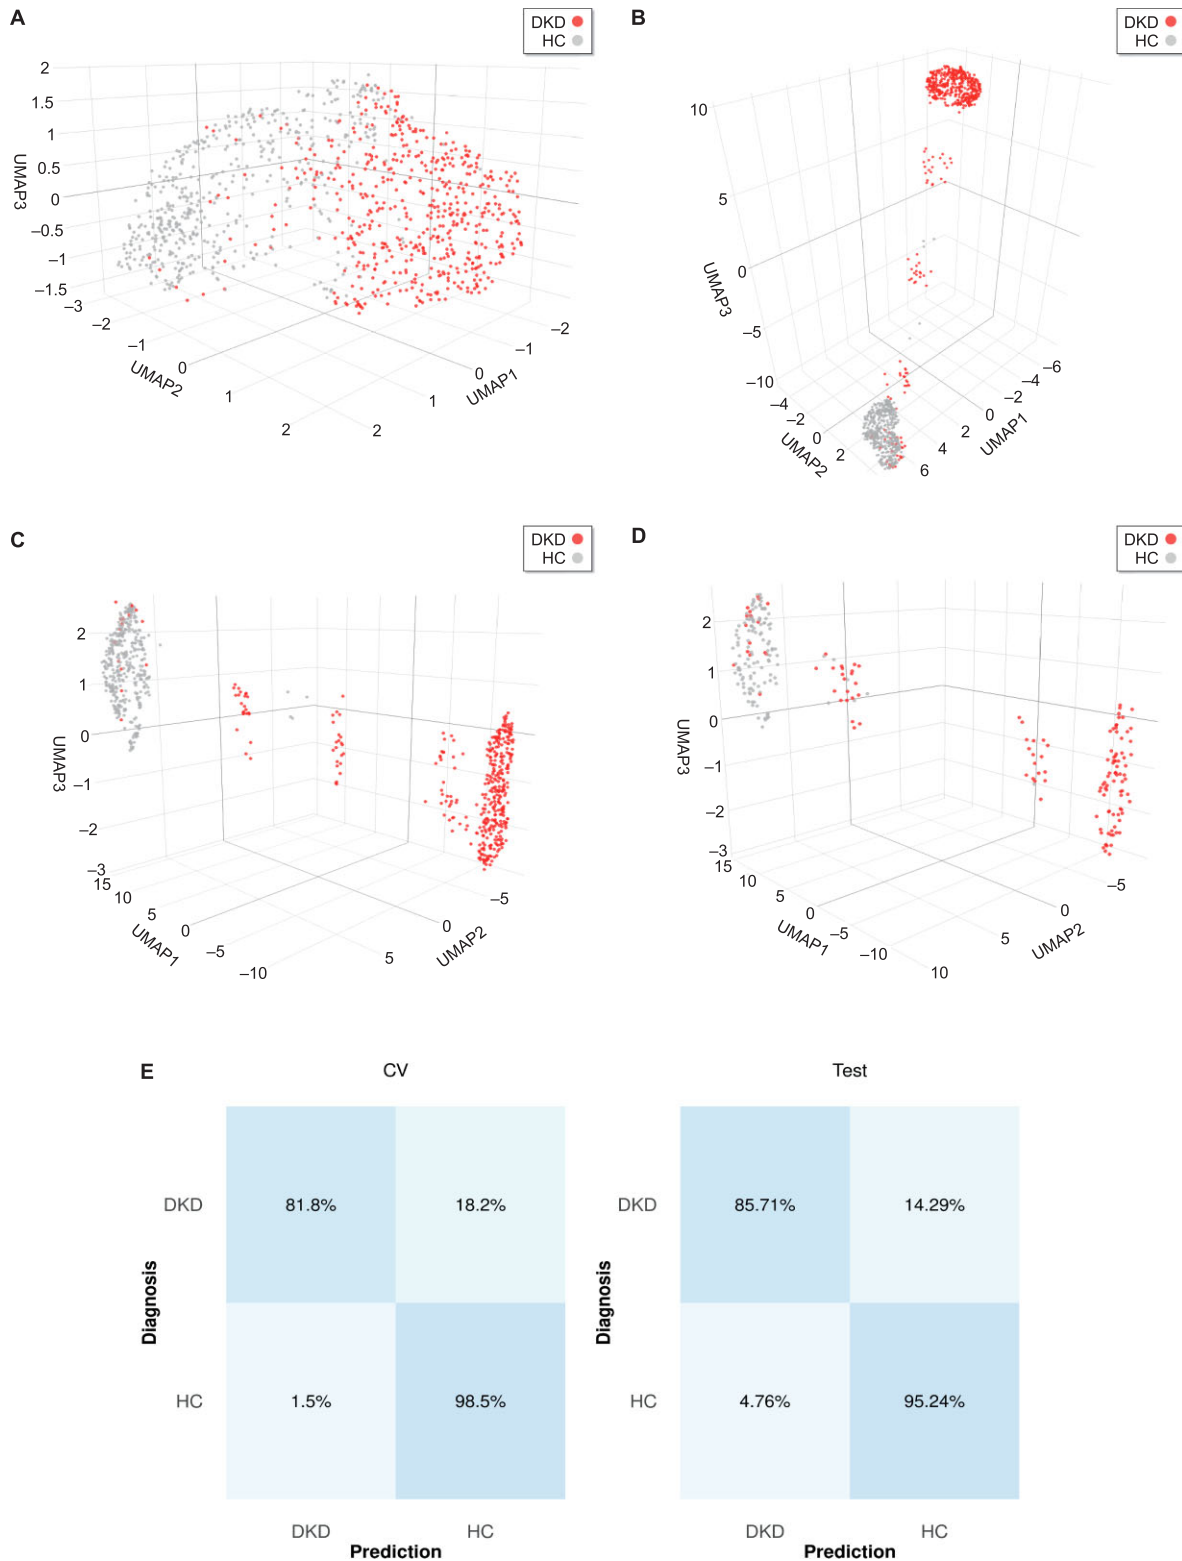 A
DKD
HC
2
1.5
1
0.5
0
–0.5
–1
–1.5
UMAP3
–3
–2
–1
0
1
2
UMAP2
–2
–1
0
1
2
UMAP1
B
DKD
HC
10
5
0
–5
–10
UMAP3
–4
–2
0
2
UMAP2
–6
–4
–2
0
2
4
6
UMAP1
C
DKD
HC
2
1
0
–1
–2
–3
UMAP3
15
10
5
0
–5
–10
UMAP1
–5
0
5
UMAP2
D
DKD
HC
2
1
0
–1
–2
–3
UMAP3
15
10
5
0
–5
–10
UMAP1
–5
0
5
10
UMAP2
E
CV
Diagnosis
DKD
81.8%
18.2%
HC
1.5%
98.5%
DKD
HC
Prediction
Test
Diagnosis
DKD
85.71%
14.29%
HC
4.76%
95.24%
DKD
HC
Prediction